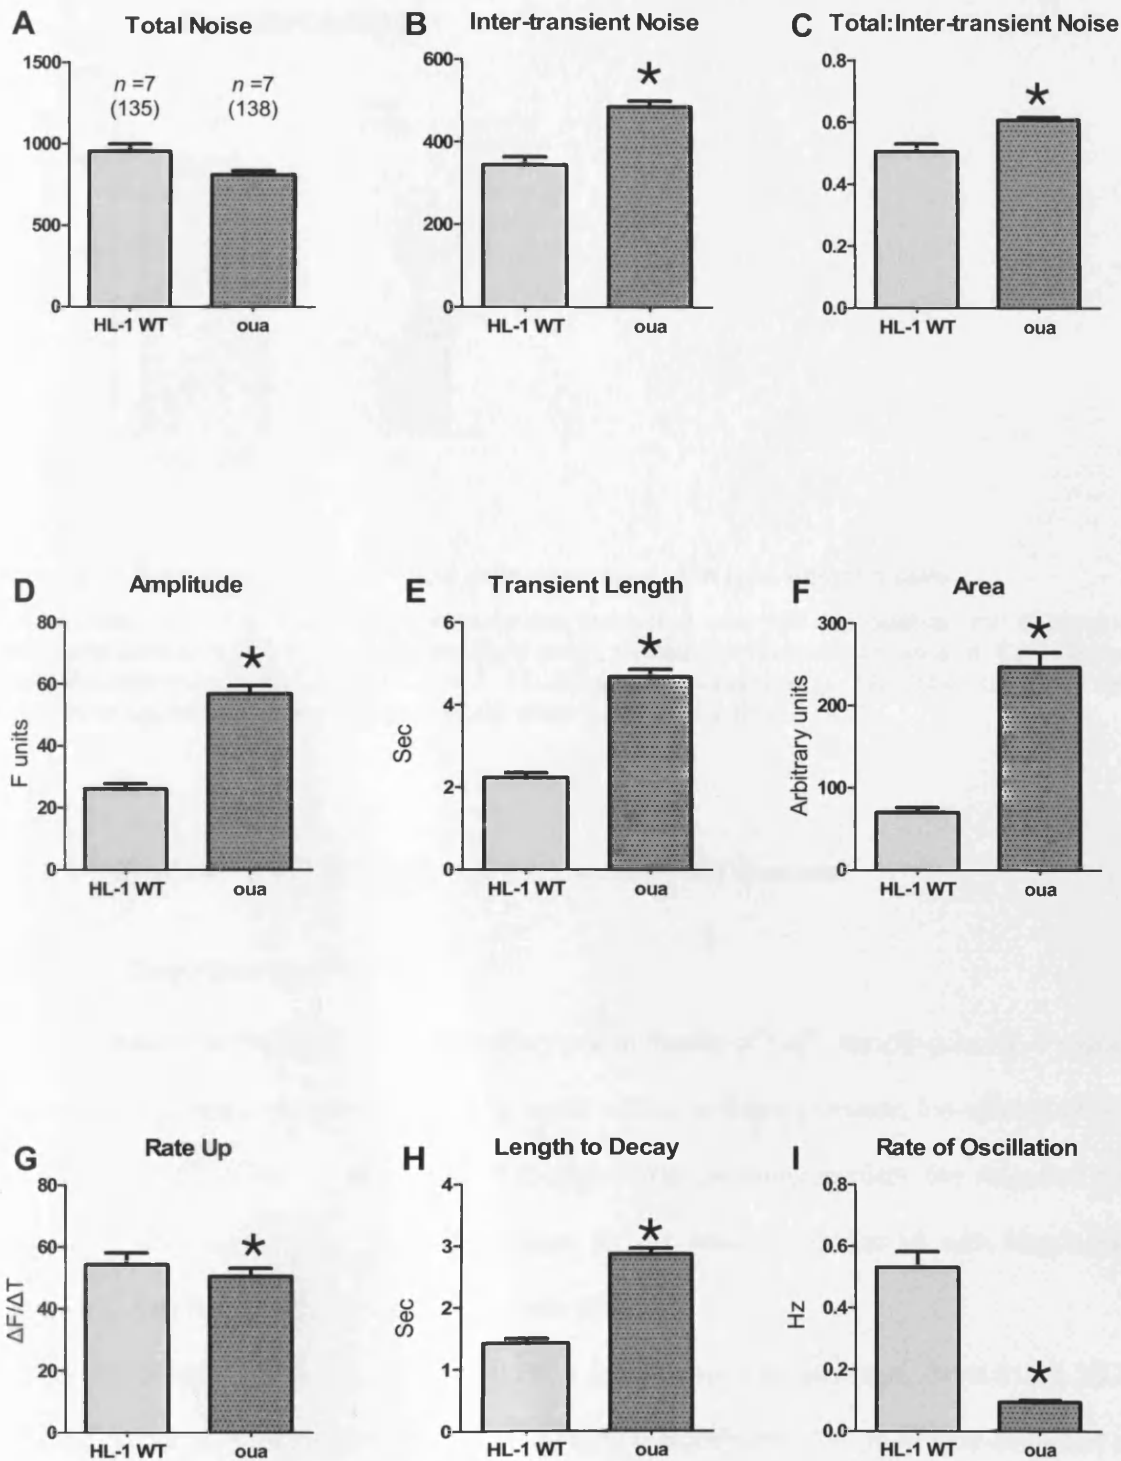 A Total Noise
1500
1000
500
0
n =7
(135)
n =7
(138)
HL-1 WT oua
B Inter-transient Noise
600
400
200
0
*
HL-1 WT oua
C Total:Inter-transient Noise
0.8
0.6
0.4
0.2
0.0
*
HL-1 WT oua
D Amplitude
F units
80
60
40
20
0
*
HL-1 WT oua
E Transient Length
Sec
6
4
2
0
*
HL-1 WT oua
F Area
Arbitrary units
300
200
100
0
*
HL-1 WT oua
G Rate Up
ΔF/ΔT
80
60
40
20
0
*
HL-1 WT oua
H Length to Decay
Sec
4
3
2
1
0
*
HL-1 WT oua
I Rate of Oscillation
Hz
0.8
0.6
0.4
0.2
0.0
*
HL-1 WT oua